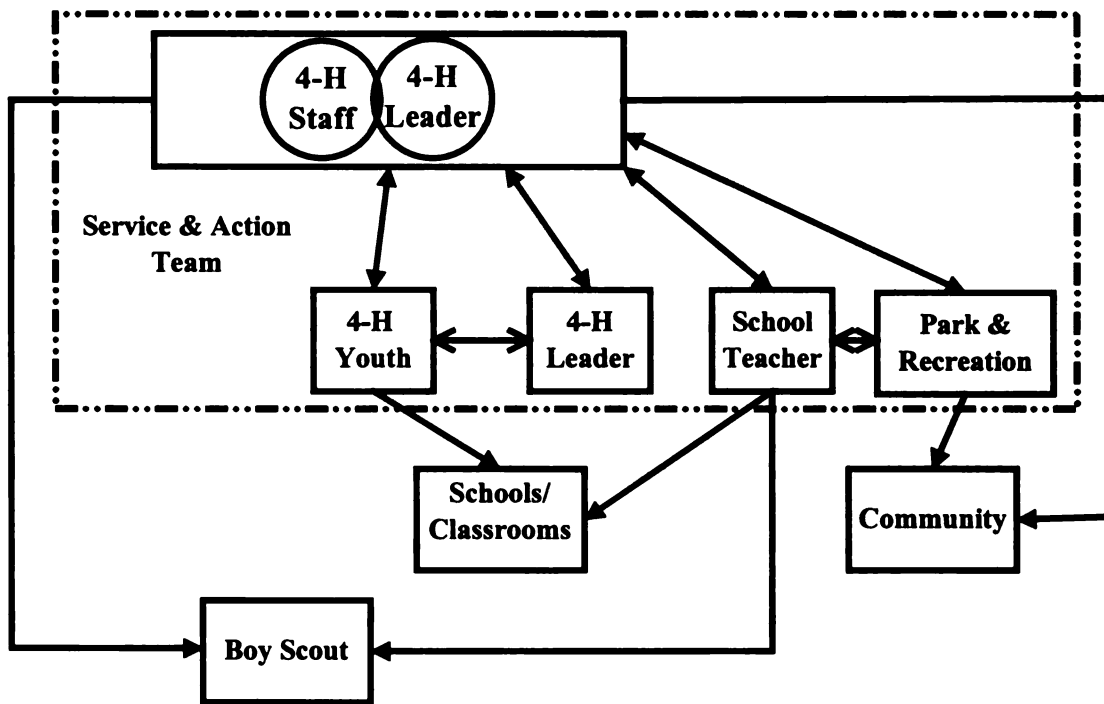 4-H
Staff
4-H
Leader
Service & Action
Team
4-H
Youth
4-H
Leader
School
Teacher
Park &
Recreation
Schools/
Classrooms
Community
Boy Scout